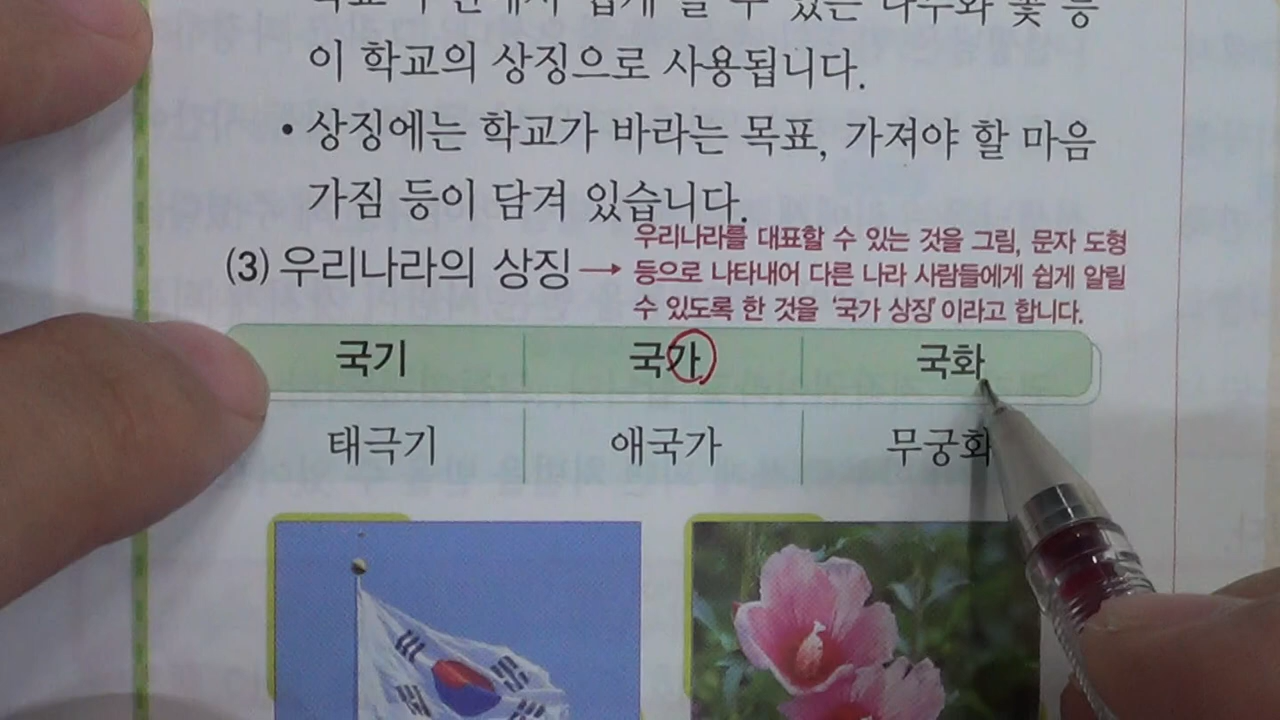 이 학교의 상징으로 사용됩니다.
• 상징에는 학교가 바라는 목표, 가져야 할 마음
가짐 등이 담겨 있습니다.
(3) 우리나라의 상징 → 우리나라를 대표할 수 있는 것을 그림, 문자 도형
등으로 나타내어 다른 나라 사람들에게 쉽게 알릴
수 있도록 한 것을 '국가 상징' 이라고 합니다.
국기 국가 국화
태극기 애국가 무궁화